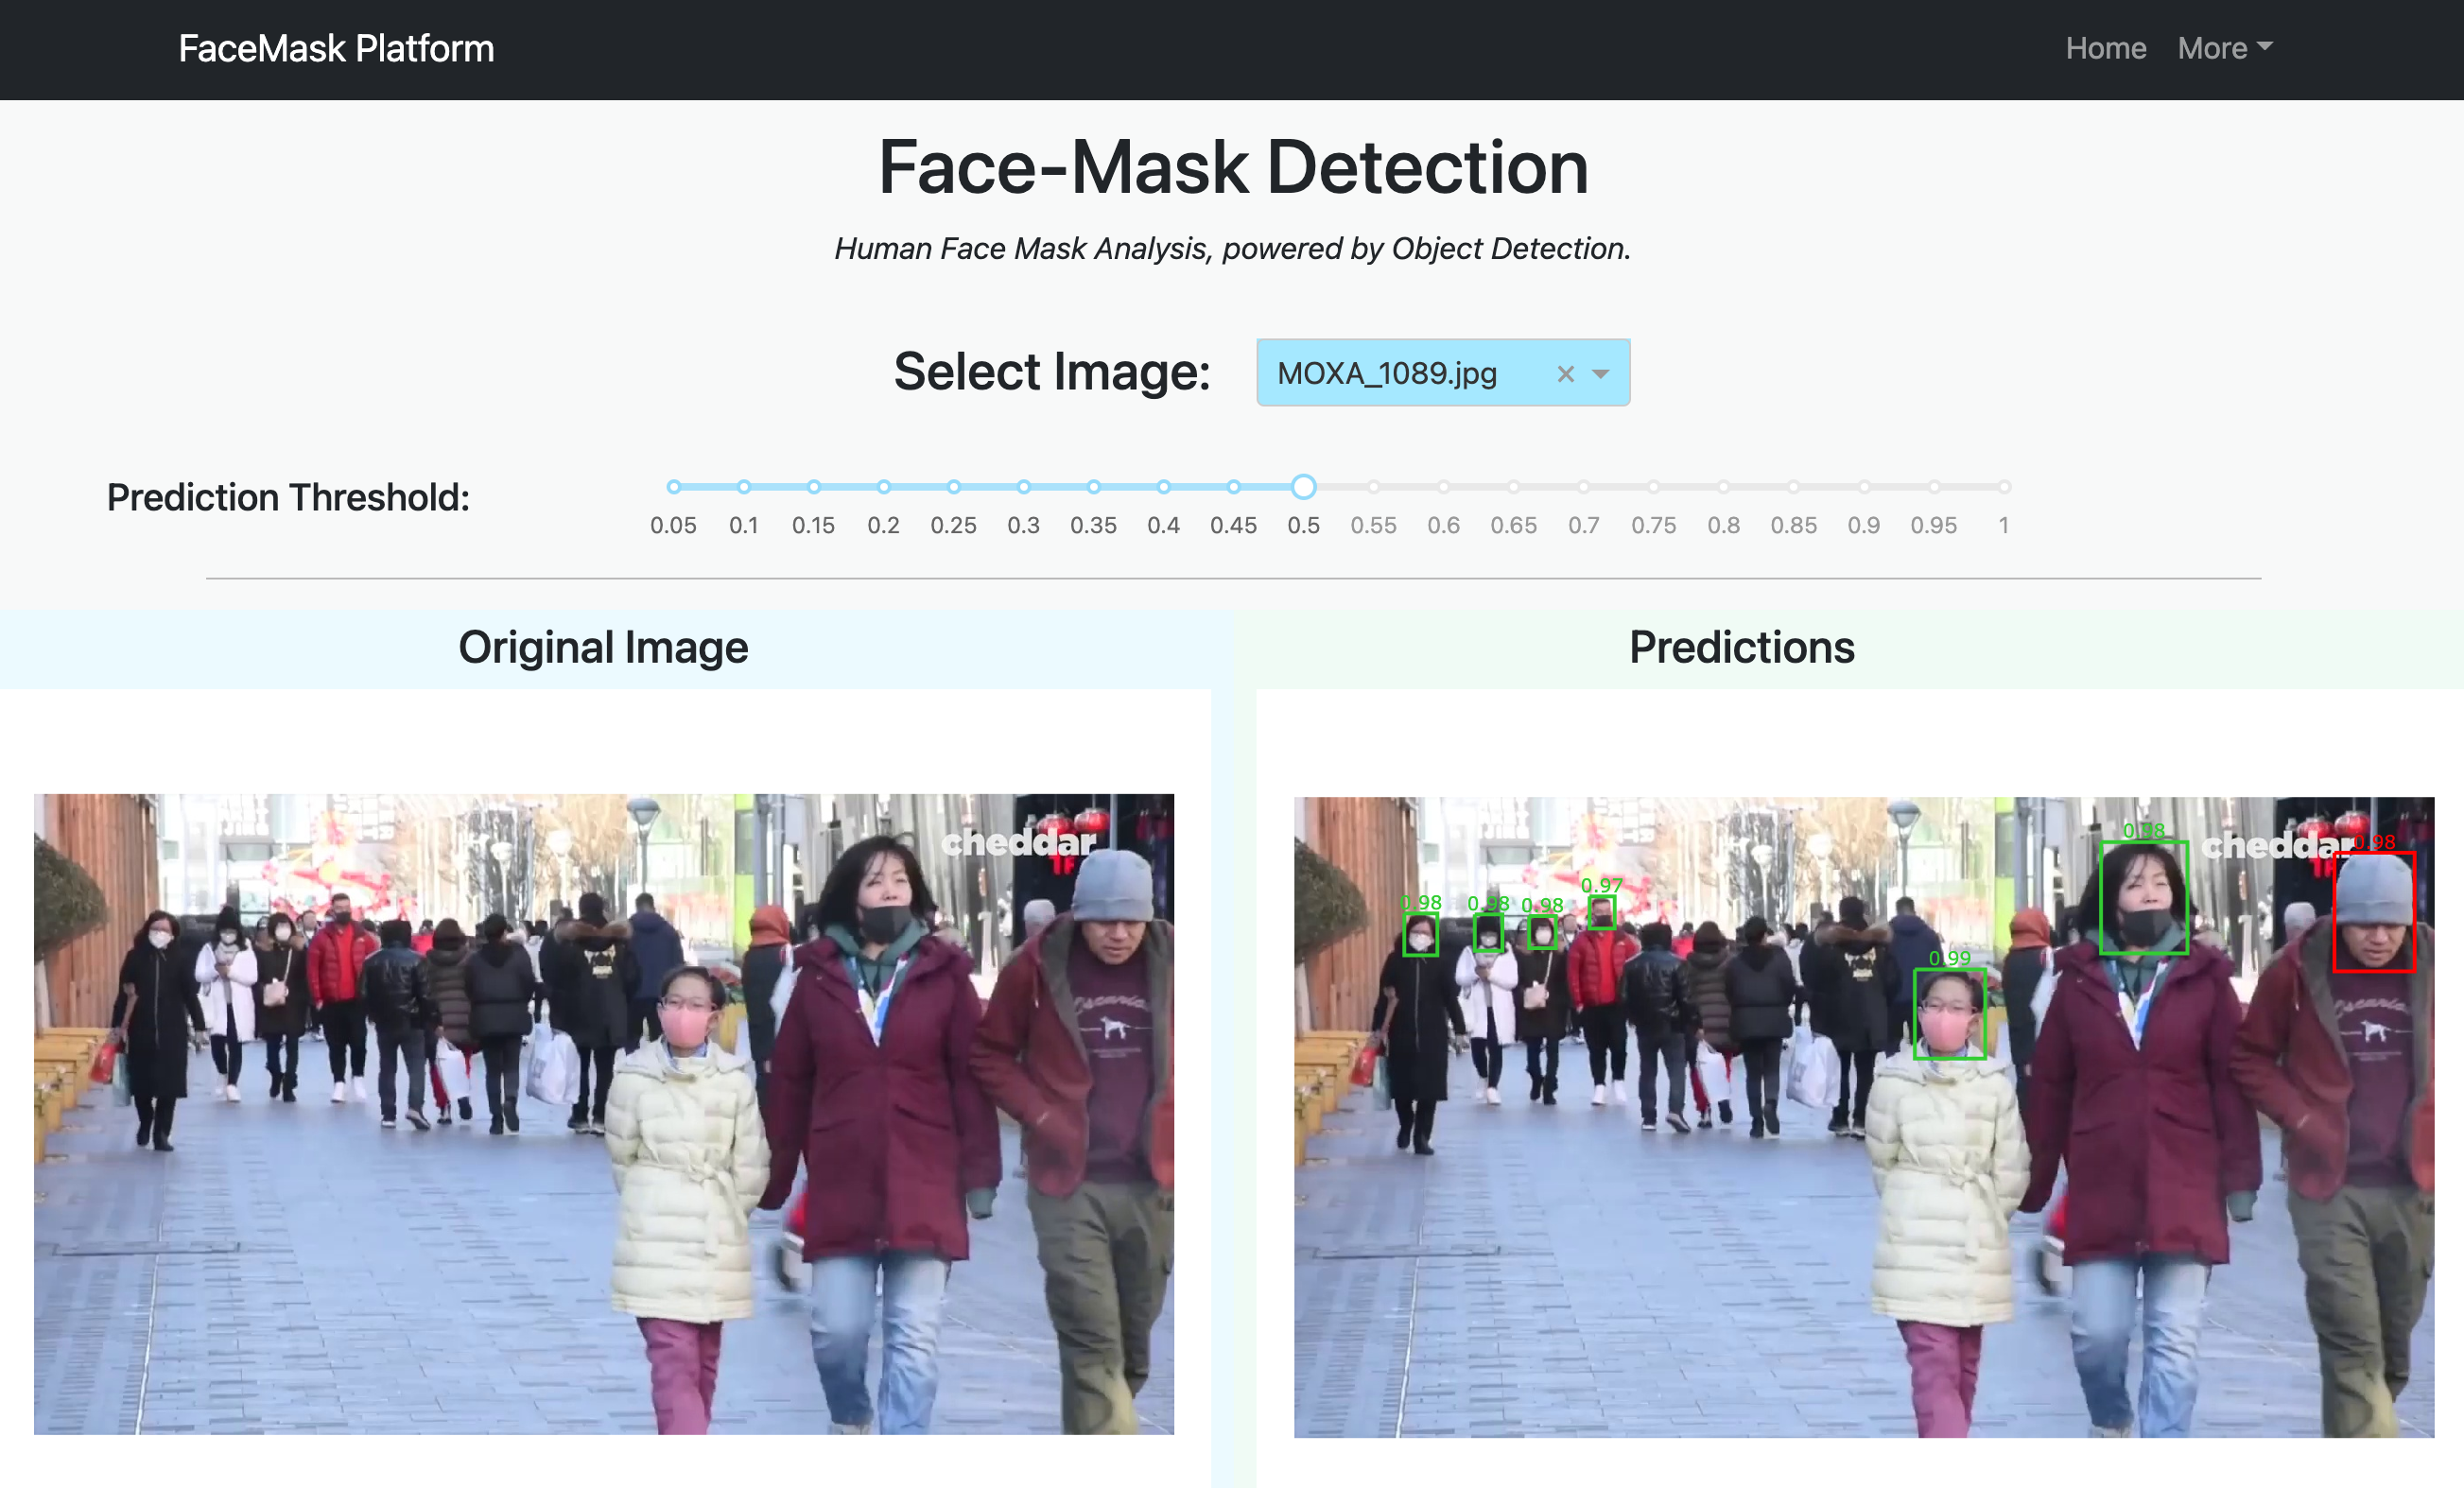 FaceMask Platform
Home More
Face-Mask Detection
Human Face Mask Analysis, powered by Object Detection.
Select Image: MOXA_1089.jpg ×
Prediction Threshold:
0.05 0.1 0.15 0.2 0.25 0.3 0.35 0.4 0.45 0.5 0.55 0.6 0.65 0.7 0.75 0.8 0.85 0.9 0.95 1
Original Image
Predictions
cheddar
0.98
cheddar
0.98
0.97
0.98
0.98
0.98
0.99